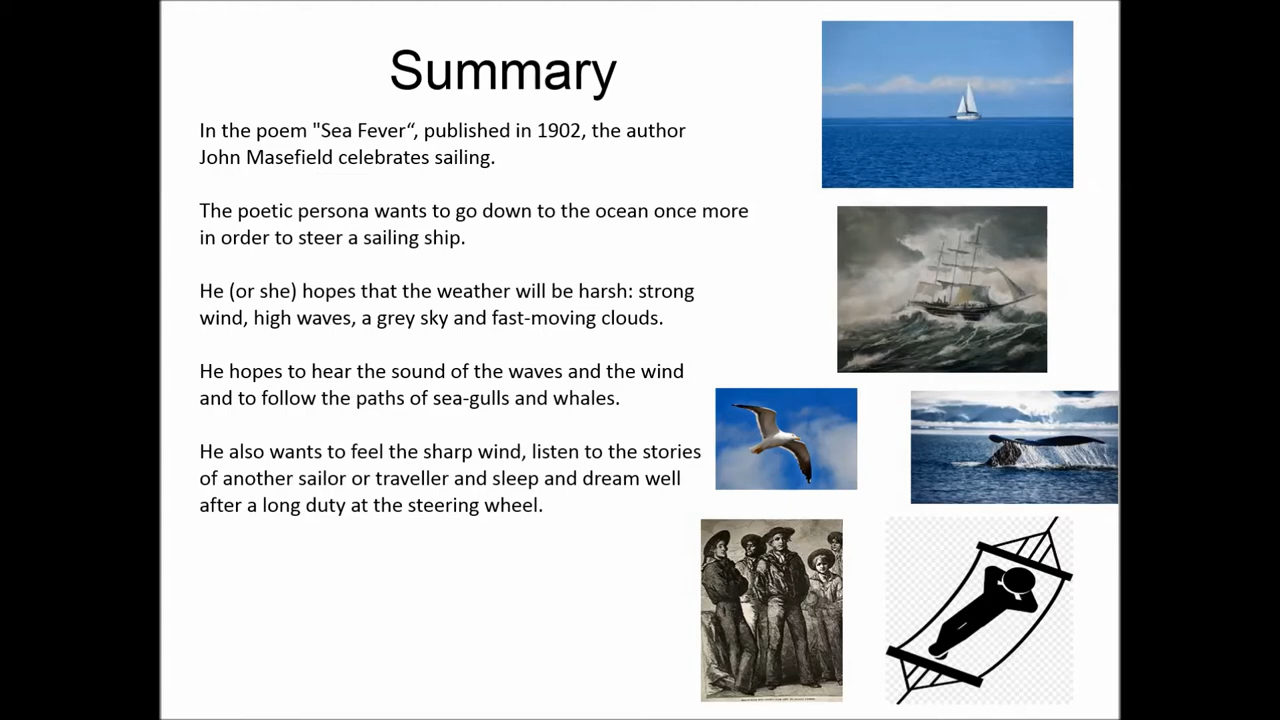 Summary
In the poem "Sea Fever“, published in 1902, the author
John Masefield celebrates sailing.
The poetic persona wants to go down to the ocean once more
in order to steer a sailing ship.
He (or she) hopes that the weather will be harsh: strong
wind, high waves, a grey sky and fast-moving clouds.
He hopes to hear the sound of the waves and the wind
and to follow the paths of sea-gulls and whales.
He also wants to feel the sharp wind, listen to the stories
of another sailor or traveller and sleep and dream well
after a long duty at the steering wheel.